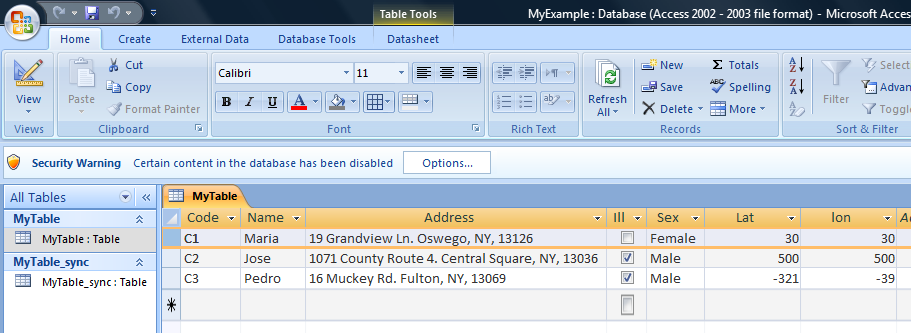 Table Tools MyExample : Database (Access 2002 - 2003 file format) - Microsoft Acces
Home Create External Data Database Tools Datasheet
View
Views
Paste
Cut
Copy
Format Painter
Clipboard
Calibri 11
B I U A
Font
ab
Rich Text
Refresh All
New
Save
Delete
Σ Totals
ABC Spelling
More
Records
A Z
Z A
Filter
Select
Advan
Toggle
Sort & Filter
Security Warning Certain content in the database has been disabled Options...
All Tables
MyTable
MyTable : Table
MyTable_sync
MyTable_sync : Table
MyTable
Code Name Address Ill Sex Lat lon A
C1 Maria 19 Grandview Ln. Oswego, NY, 13126 Female 30 30
C2 Jose 1071 County Route 4. Central Square, NY, 13036 Male 500 500
C3 Pedro 16 Muckey Rd. Fulton, NY, 13069 Male -321 -39